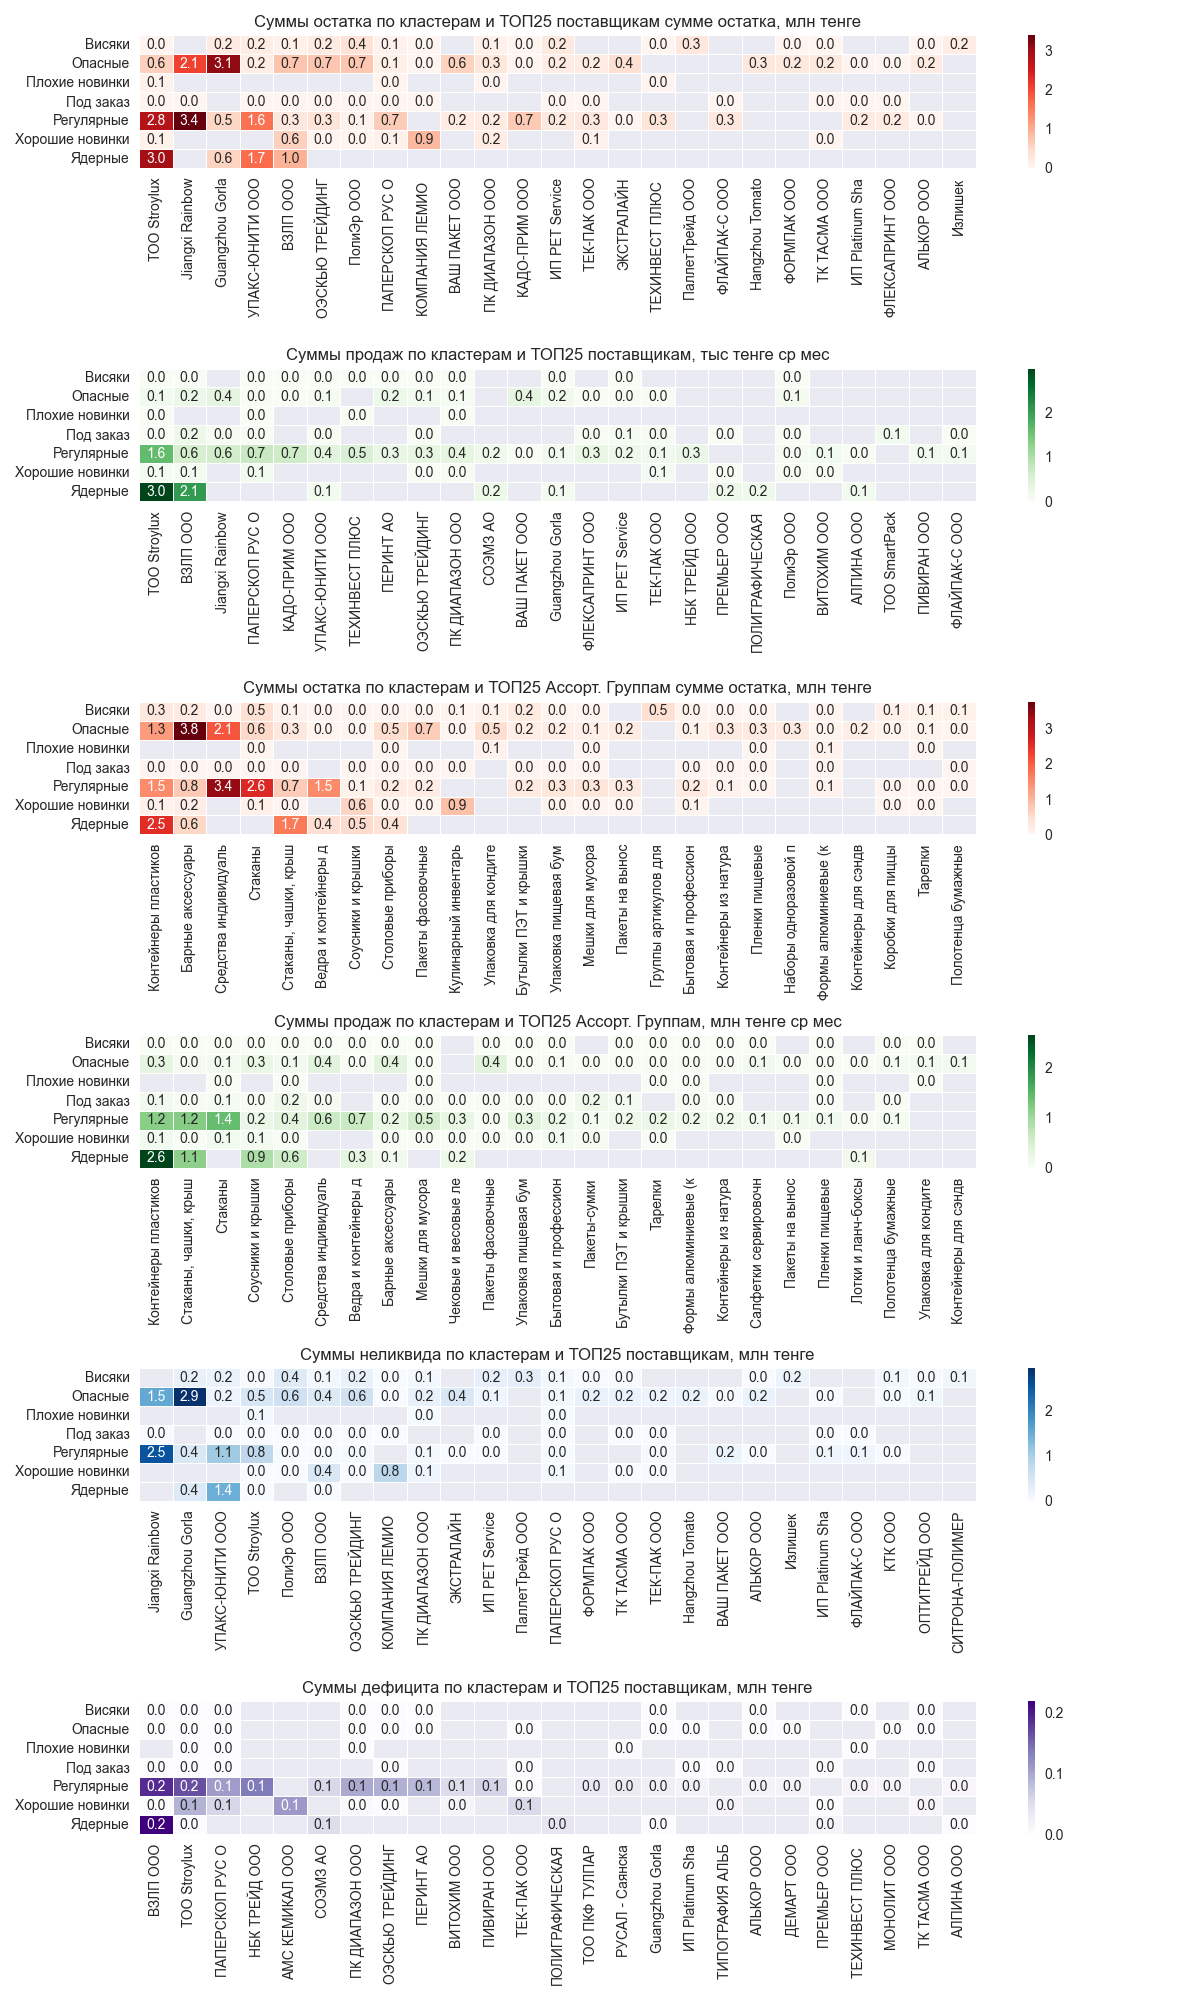 Суммы остатка по кластерам и ТОП25 поставщикам сумме остатка, млн тенге
Висяки 0.0 0.2 0.2 0.1 0.2 0.4 0.1 0.0 0.1 0.0 0.2 0.0 0.3 0.0 0.0 0.0 0.2
Опасные 0.6 2.1 3.1 0.2 0.7 0.7 0.7 0.1 0.0 0.6 0.3 0.0 0.2 0.2 0.4 0.3 0.2 0.2 0.0 0.0 0.2
Плохие новинки 0.1 0.0 0.0 0.0
Под заказ 0.0 0.0 0.0 0.0 0.0 0.0 0.0 0.0 0.0 0.0 0.0 0.0 0.0 0.0
Регулярные 2.8 3.4 0.5 1.6 0.3 0.3 0.1 0.7 0.2 0.2 0.7 0.2 0.3 0.0 0.3 0.3 0.2 0.2 0.0
Хорошие новинки 0.1 0.6 0.0 0.0 0.1 0.9 0.2 0.1 0.0
Ядерные 3.0 0.6 1.7 1.0
3
2
1
0
ТОО Stroylux
Jiangxi Rainbow
Guangzhou Gorla
УПАКС-ЮНИТИ ООО
ВЗЛП ООО
ОЭСКЬЮ ТРЕЙДИНГ
ПолиЭр ООО
ПАПЕРСКОП РУС О
КОМПАНИЯ ЛЕМИО
ВАШ ПАКЕТ ООО
ПК ДИАПАЗОН ООО
КАДО-ПРИМ ООО
ИП РЕТ Service
ТЕК-ПАК ООО
ЭКСТРАЛАЙН
ТЕХИНВЕСТ ПЛЮС
ПаллетТрейд ООО
ФЛАЙПАК-С ООО
Hangzhou Tomato
ФОРМПАК ООО
ТК ТАСМА ООО
ИП Platinum Sha
ФЛЕКСАПРИНТ ООО
АЛЬКОР ООО
Излишек
Суммы продаж по кластерам и ТОП25 поставщикам, тыс тенге ср мес
Висяки 0.0 0.0 0.0 0.0 0.0 0.0 0.0 0.0 0.0 0.0 0.0 0.0
Опасные 0.1 0.2 0.4 0.0 0.0 0.1 0.2 0.1 0.1 0.4 0.2 0.0 0.0 0.0 0.1
Плохие новинки 0.0 0.0 0.0 0.0
Под заказ 0.0 0.2 0.0 0.0 0.0 0.0 0.0 0.1 0.0 0.0 0.0 0.1 0.0
Регулярные 1.6 0.6 0.6 0.7 0.7 0.4 0.5 0.3 0.3 0.4 0.2 0.0 0.1 0.3 0.2 0.1 0.3 0.0 0.1 0.0 0.1 0.1
Хорошие новинки 0.1 0.1 0.1 0.0 0.0 0.1 0.0 0.0 0.0
Ядерные 3.0 2.1 0.1 0.2 0.1 0.2 0.2 0.1
2
1
0
ТОО Stroylux
ВЗЛП ООО
Jiangxi Rainbow
ПАПЕРСКОП РУС О
КАДО-ПРИМ ООО
УПАКС-ЮНИТИ ООО
ТЕХИНВЕСТ ПЛЮС
ПЕРИНТ АО
ОЭСКЬЮ ТРЕЙДИНГ
ПК ДИАПАЗОН ООО
СОЭМЗ АО
ВАШ ПАКЕТ ООО
Guangzhou Gorla
ФЛЕКСАПРИНТ ООО
ИП РЕТ Service
ТЕК-ПАК ООО
НБК ТРЕЙД ООО
ПРЕМЬЕР ООО
ПОЛИГРАФИЧЕСКАЯ
ПолиЭр ООО
ВИТОХИМ ООО
АЛПИНА ООО
ТОО SmartPack
ПИВИРАН ООО
ФЛАЙПАК-С ООО
Суммы остатка по кластерам и ТОП25 Ассорт. Группам сумме остатка, млн тенге
Висяки 0.3 0.2 0.0 0.5 0.1 0.0 0.0 0.0 0.0 0.1 0.1 0.2 0.0 0.0 0.5 0.0 0.0 0.0 0.0 0.1 0.1 0.1
Опасные 1.3 3.8 2.1 0.6 0.3 0.0 0.0 0.5 0.7 0.0 0.5 0.2 0.2 0.1 0.2 0.1 0.3 0.3 0.3 0.0 0.2 0.0 0.1 0.0
Плохие новинки 0.0 0.0 0.1 0.0 0.0 0.1 0.0
Под заказ 0.0 0.0 0.0 0.0 0.0 0.0 0.0 0.0 0.0 0.0 0.0 0.0 0.0 0.0 0.0 0.0 0.0
Регулярные 1.5 0.8 3.4 2.6 0.7 1.5 0.1 0.2 0.2 0.2 0.3 0.3 0.3 0.2 0.1 0.0 0.1 0.0 0.0 0.0
Хорошие новинки 0.1 0.2 0.1 0.0 0.6 0.0 0.0 0.9 0.0 0.0 0.0 0.1 0.0 0.0
Ядерные 2.5 0.6 1.7 0.4 0.5 0.4
3
2
1
0
Контейнеры пластиков
Барные аксессуары
Средства индивидуаль
Стаканы
Стаканы, чашки, крыш
Ведра и контейнеры д
Соусники и крышки
Столовые приборы
Пакеты фасовочные
Кулинарный инвентарь
Упаковка для кондите
Бутылки ПЭТ и крышки
Упаковка пищевая бум
Мешки для мусора
Пакеты на вынос
Группы артикулов для
Бытовая и профессион
Контейнеры из натура
Пленки пищевые
Наборы одноразовой п
Формы алюминиевые (к
Контейнеры для сэндв
Коробки для пиццы
Тарелки
Полотенца бумажные
Суммы продаж по кластерам и ТОП25 Ассорт. Группам, млн тенге ср мес
Висяки 0.0 0.0 0.0 0.0 0.0 0.0 0.0 0.0 0.0 0.0 0.0 0.0 0.0 0.0 0.0 0.0 0.0 0.0 0.0 0.0
Опасные 0.3 0.0 0.1 0.3 0.1 0.4 0.0 0.4 0.0 0.4 0.0 0.1 0.0 0.0 0.0 0.0 0.0 0.1 0.0 0.0 0.0 0.1 0.1 0.1
Плохие новинки 0.0 0.0 0.0 0.0 0.0 0.0 0.0
Под заказ 0.1 0.0 0.1 0.0 0.2 0.0 0.0 0.0 0.0 0.0 0.0 0.0 0.2 0.1 0.0 0.0 0.0 0.0
Регулярные 1.2 1.2 1.4 0.2 0.4 0.6 0.7 0.2 0.5 0.3 0.0 0.3 0.2 0.1 0.2 0.2 0.2 0.2 0.1 0.1 0.1 0.0 0.1
Хорошие новинки 0.1 0.0 0.1 0.1 0.0 0.0 0.0 0.0 0.0 0.0 0.1 0.0 0.0 0.0
Ядерные 2.6 1.1 0.9 0.6 0.3 0.1 0.2 0.1
2
1
0
Контейнеры пластиков
Стаканы, чашки, крыш
Стаканы
Соусники и крышки
Столовые приборы
Средства индивидуаль
Ведра и контейнеры д
Барные аксессуары
Мешки для мусора
Чековые и весовые ле
Пакеты фасовочные
Упаковка пищевая бум
Бытовая и профессион
Пакеты-сумки
Бутылки ПЭТ и крышки
Тарелки
Формы алюминиевые (к
Контейнеры из натура
Салфетки сервировочн
Пакеты на вынос
Пленки пищевые
Лотки и ланч-боксы
Полотенца бумажные
Упаковка для кондите
Контейнеры для сэндв
Суммы неликвида по кластерам и ТОП25 поставщикам, млн тенге
Висяки 0.2 0.2 0.0 0.4 0.1 0.2 0.0 0.1 0.2 0.3 0.1 0.0 0.0 0.0 0.2 0.1 0.0 0.1
Опасные 1.5 2.9 0.2 0.5 0.6 0.4 0.6 0.0 0.2 0.4 0.1 0.1 0.2 0.2 0.2 0.2 0.0 0.2 0.0 0.0 0.1
Плохие новинки 0.1 0.0 0.0
Под заказ 0.0 0.0 0.0 0.0 0.0 0.0 0.0 0.0 0.0 0.0 0.0 0.0 0.0 0.0
Регулярные 2.5 0.4 1.1 0.8 0.0 0.0 0.0 0.1 0.0 0.0 0.0 0.0 0.2 0.0 0.1 0.1 0.0
Хорошие новинки 0.0 0.0 0.4 0.0 0.8 0.1 0.1 0.0 0.0
Ядерные 0.4 1.4 0.0 0.0
2
1
0
Jiangxi Rainbow
Guangzhou Gorla
УПАКС-ЮНИТИ ООО
ТОО Stroylux
ПолиЭр ООО
ВЗЛП ООО
ОЭСКЬЮ ТРЕЙДИНГ
КОМПАНИЯ ЛЕМИО
ПК ДИАПАЗОН ООО
ЭКСТРАЛАЙН
ИП РЕТ Service
ПаллетТрейд ООО
ПАПЕРСКОП РУС О
ФОРМПАК ООО
ТК ТАСМА ООО
ТЕК-ПАК ООО
Hangzhou Tomato
ВАШ ПАКЕТ ООО
АЛЬКОР ООО
Излишек
ИП Platinum Sha
ФЛАЙПАК-С ООО
КТК ООО
ОПТИТРЕЙД ООО
СИТРОНА-ПОЛИМЕР
Суммы дефицита по кластерам и ТОП25 поставщикам, млн тенге
Висяки 0.0 0.0 0.0 0.0 0.0 0.0 0.0 0.0 0.0 0.0
Опасные 0.0 0.0 0.0 0.0 0.0 0.0 0.0 0.0 0.0 0.0 0.0 0.0 0.0
Плохие новинки 0.0 0.0 0.0 0.0 0.0
Под заказ 0.0 0.0 0.0 0.0 0.0 0.0 0.0 0.0 0.0
Регулярные 0.2 0.2 0.1 0.1 0.1 0.1 0.1 0.1 0.1 0.1 0.0 0.0 0.0 0.0 0.0 0.0 0.0 0.0 0.0 0.0 0.0 0.0
Хорошие новинки 0.0 0.1 0.1 0.1 0.0 0.0 0.0 0.1 0.0 0.0 0.0
Ядерные 0.2 0.0 0.1 0.0 0.0 0.0 0.0
0.2
0.1
0.0
ВЗЛП ООО
ТОО Stroylux
ПАПЕРСКОП РУС О
НБК ТРЕЙД ООО
АМС КЕМИКАЛ ООО
СОЭМЗ АО
ПК ДИАПАЗОН ООО
ОЭСКЬЮ ТРЕЙДИНГ
ПЕРИНТ АО
ВИТОХИМ ООО
ПИВИРАН ООО
ТЕК-ПАК ООО
ПОЛИГРАФИЧЕСКАЯ
ТОО ПКФ ТУЛПАР
РУСАЛ - Саянска
Guangzhou Gorla
ИП Platinum Sha
ТИПОГРАФИЯ АЛЬБ
АЛЬКОР ООО
ДЕМАРТ ООО
ПРЕМЬЕР ООО
ТЕХИНВЕСТ ПЛЮС
МОНОЛИТ ООО
ТК ТАСМА ООО
АЛПИНА ООО